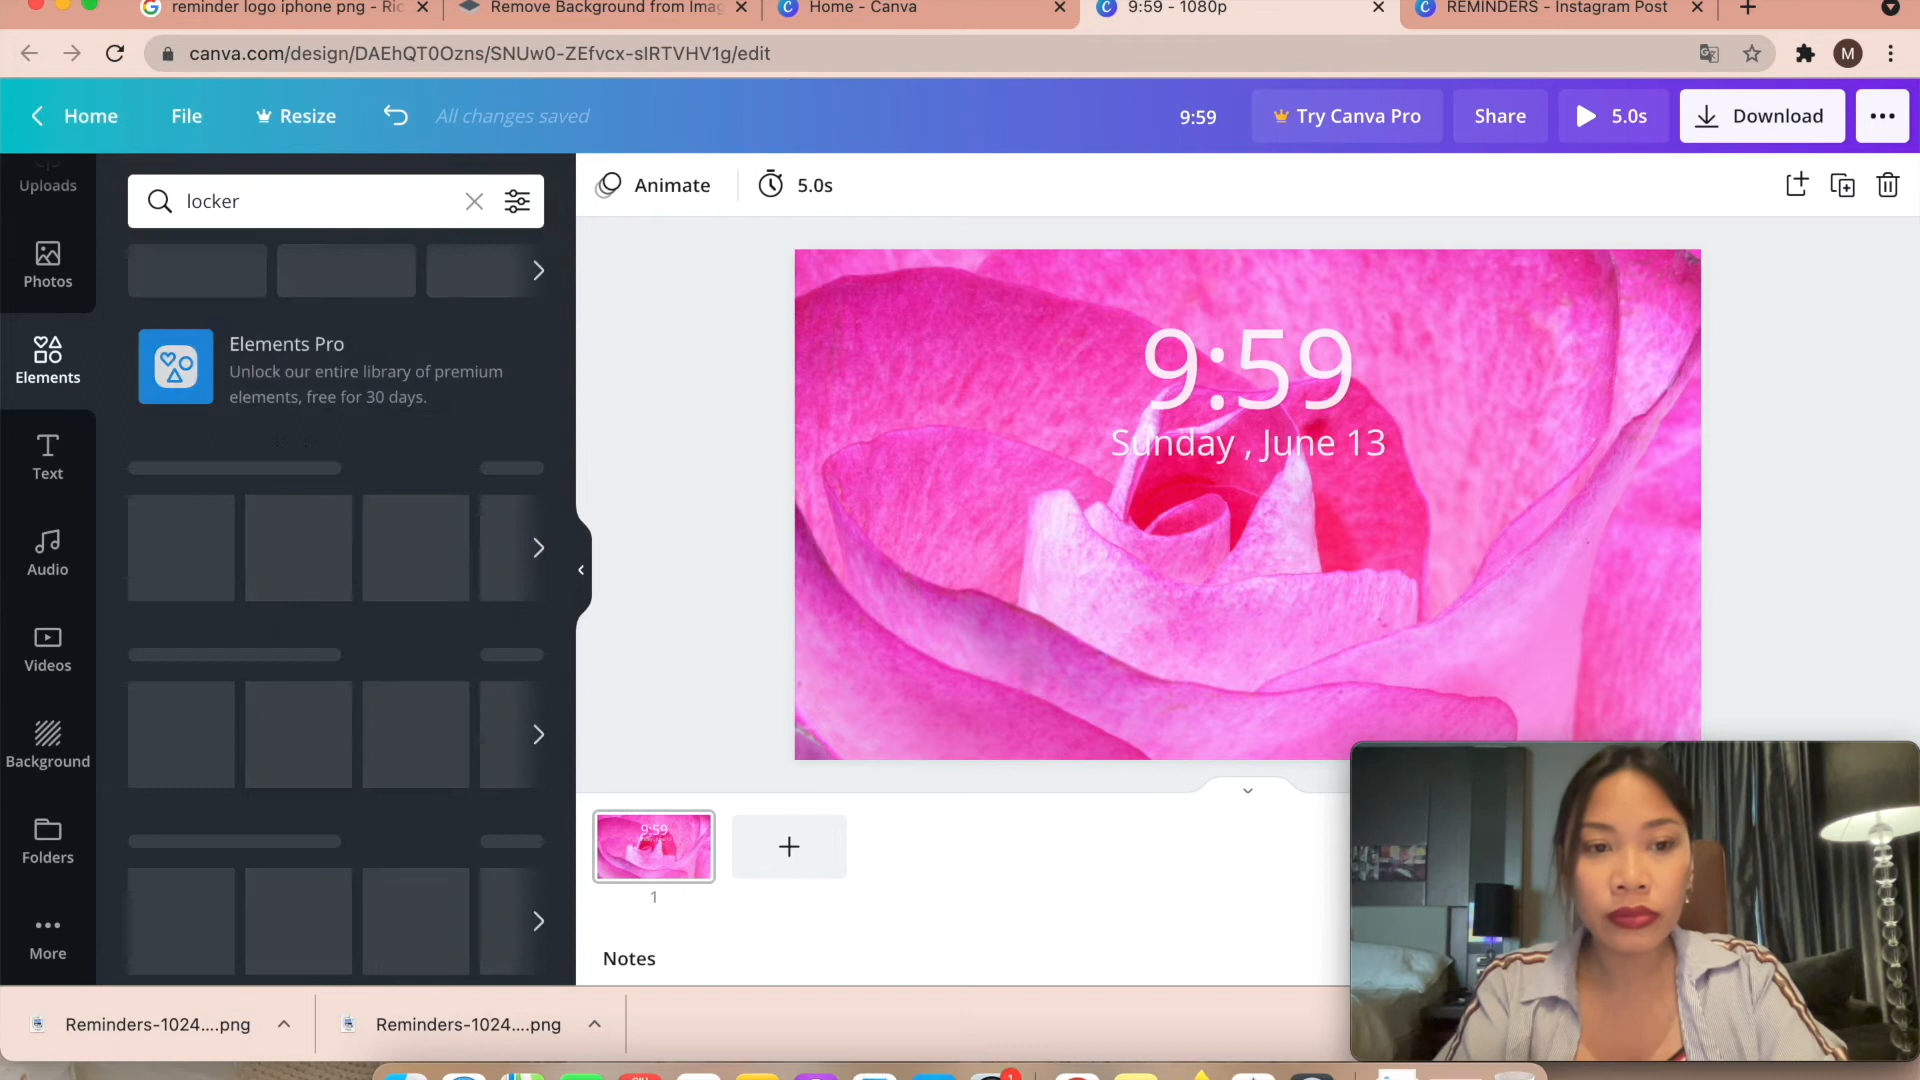 reminder logo iphone png - Ric
Remove Background from Imag
Home - Canva
9:59 - 1080p
REMINDERS - Instagram Post
canva.com/design/DAEhQT0Ozns/SNUw0-ZEfvcx-sIRTVHV1g/edit
M
Home
File
Resize
All changes saved
9:59
Try Canva Pro
Share
5.0s
Download
Uploads
locker
Animate
5.0s
Photos
Elements
Elements Pro
Unlock our entire library of premium
elements, free for 30 days.
Text
Audio
Videos
Background
Folders
More
9:59
Sunday , June 13
9:59
1
Notes
Reminders-1024....png
Reminders-1024....png